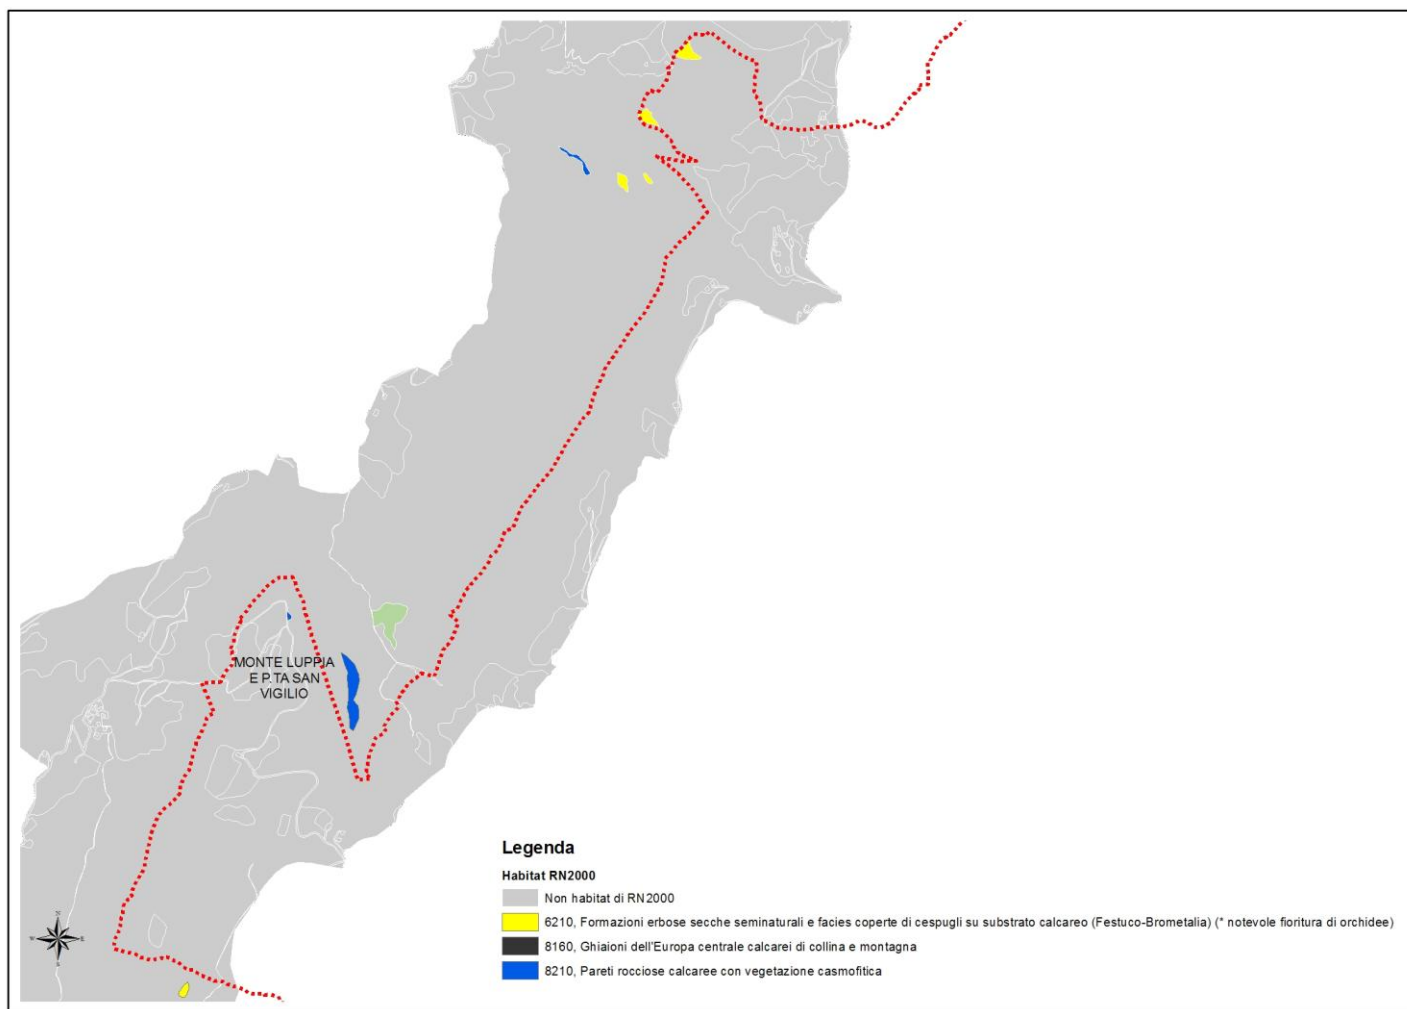 MONTE LUPPIA
E P.TA SAN
VIGILIO
Legenda
Habitat RN2000
Non habitat di RN2000
6210, Formazioni erbose secche seminaturali e facies coperte di cespugli su substrato calcareo (Festuco-Brometalia) (* notevole fioritura di orchidee)
8160, Ghiaioni dell'Europa centrale calcarei di collina e montagna
8210, Pareti rocciose calcaree con vegetazione casmofitica